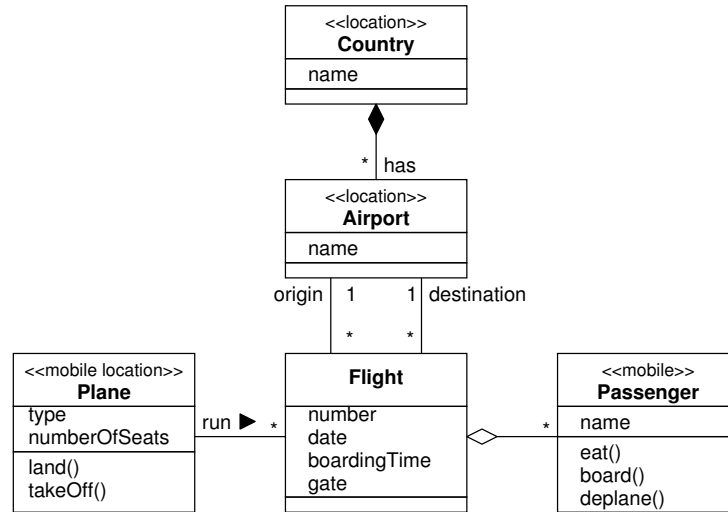 <<location>>
Country
name
* has
<<location>>
Airport
name
origin 1 1 destination
* *
<<mobile location>>
Plane
type
numberOfSeats
land()
takeOff()
run ► *
Flight
number
date
boardingTime
gate
*
<<mobile>>
Passenger
name
eat()
board()
deplane()